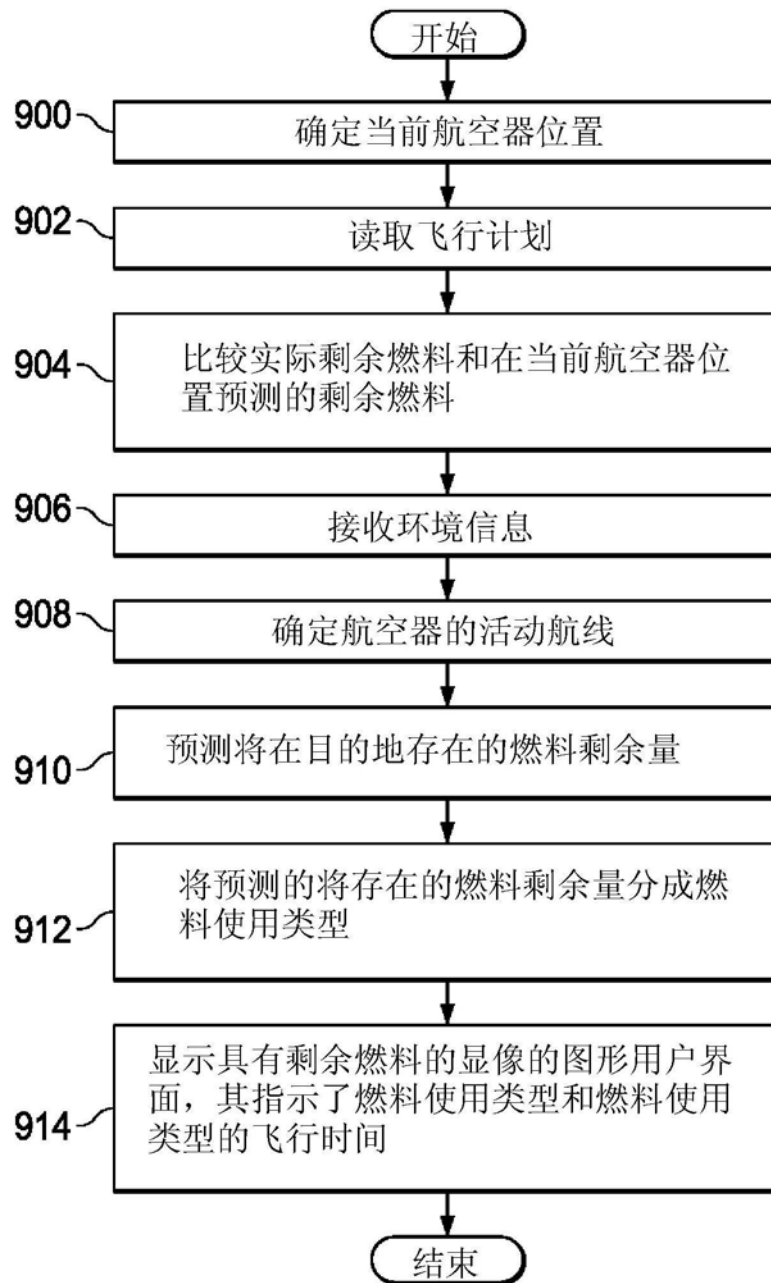 开始
900
确定当前航空器位置
902
读取飞行计划
904
比较实际剩余燃料和在当前航空器位
置预测的剩余燃料
906
接收环境信息
908
确定航空器的活动航线
910
预测将在目的地存在的燃料剩余量
912
将预测的将存在的燃料剩余量分成燃
料使用类型
914
显示具有剩余燃料的显像的图形用户界
面，其指示了燃料使用类型和燃料使用
类型的飞行时间
结束